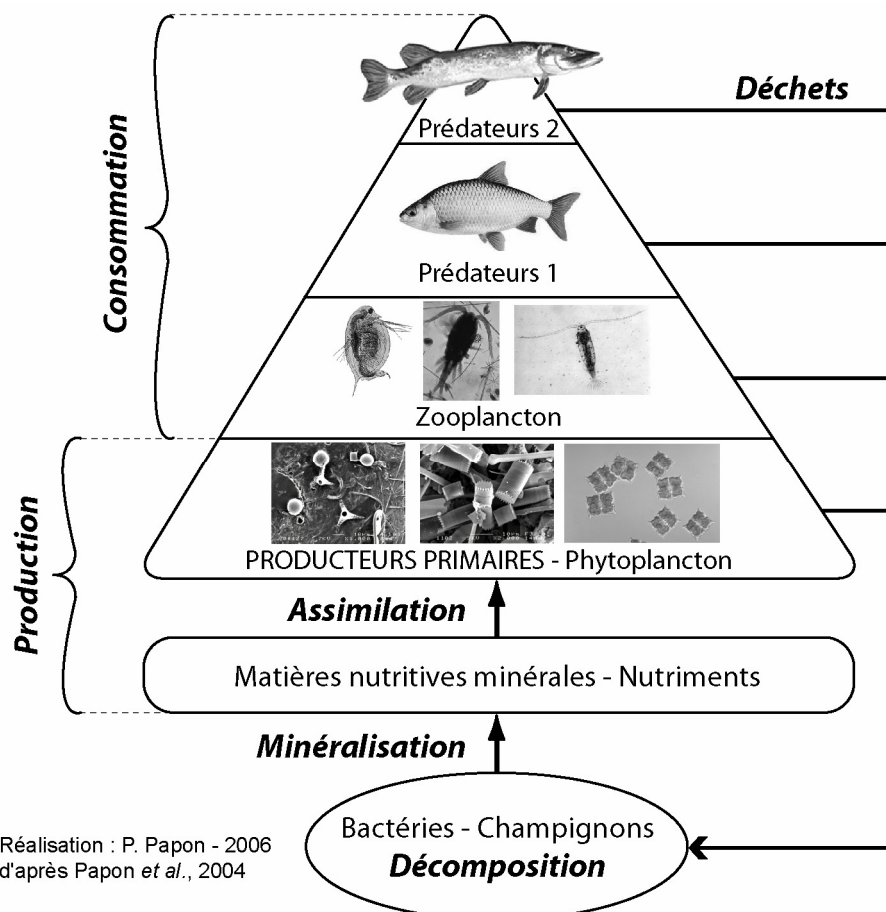 Déchets
Prédateurs 2
Consommation
Prédateurs 1
Zooplancton
Production
PRODUCTEURS PRIMAIRES - Phytoplancton
Assimilation
Matières nutritives minérales - Nutriments
Minéralisation
Bactéries - Champignons
Décomposition
Réalisation : P. Papon - 2006
d'après Papon et al., 2004